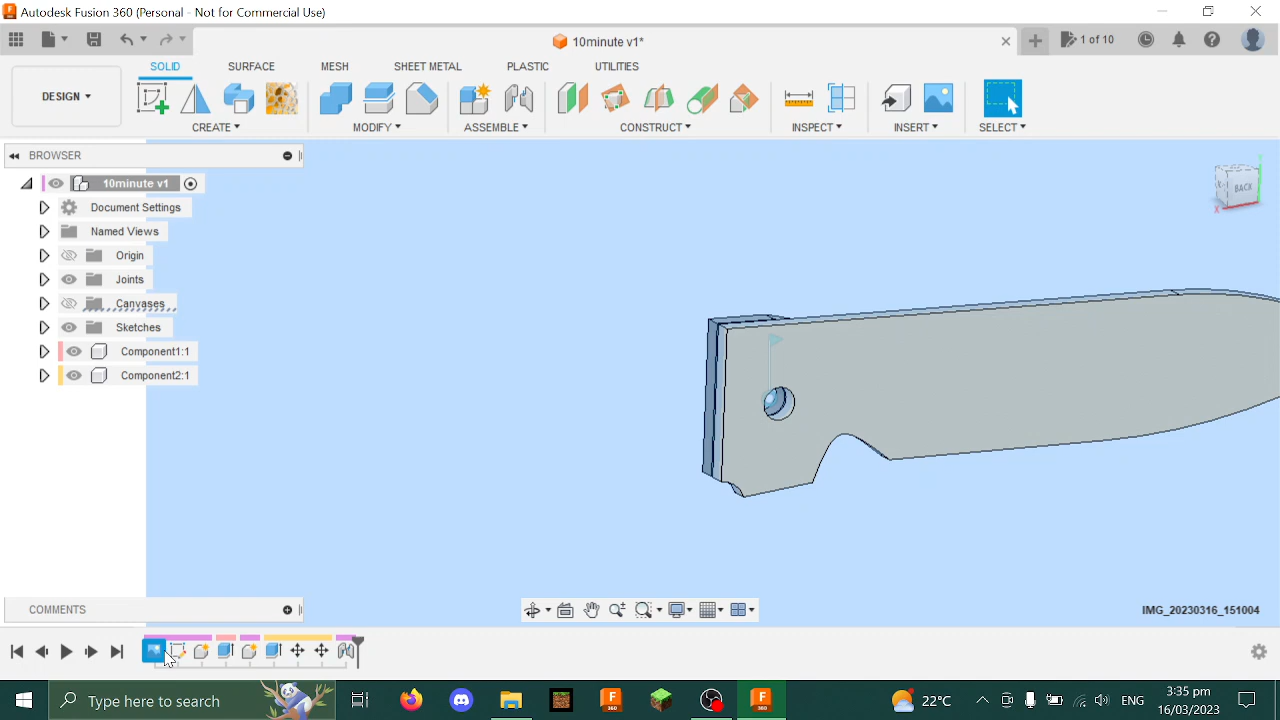 Autodesk Fusion 360 (Personal - Not for Commercial Use)
10minute v1*
1 of 10
SOLID
SURFACE
MESH
SHEET METAL
PLASTIC
UTILITIES
DESIGN
CREATE
MODIFY
ASSEMBLE
CONSTRUCT
INSPECT
INSERT
SELECT
BROWSER
10minute v1
Document Settings
Named Views
Origin
Joints
Canvases
Sketches
Component1:1
Component2:1
BACK
X
COMMENTS
IMG_20230316_151004
Type here to search
F
360
F
360
22°C
ENG
3:35 pm
16/03/2023